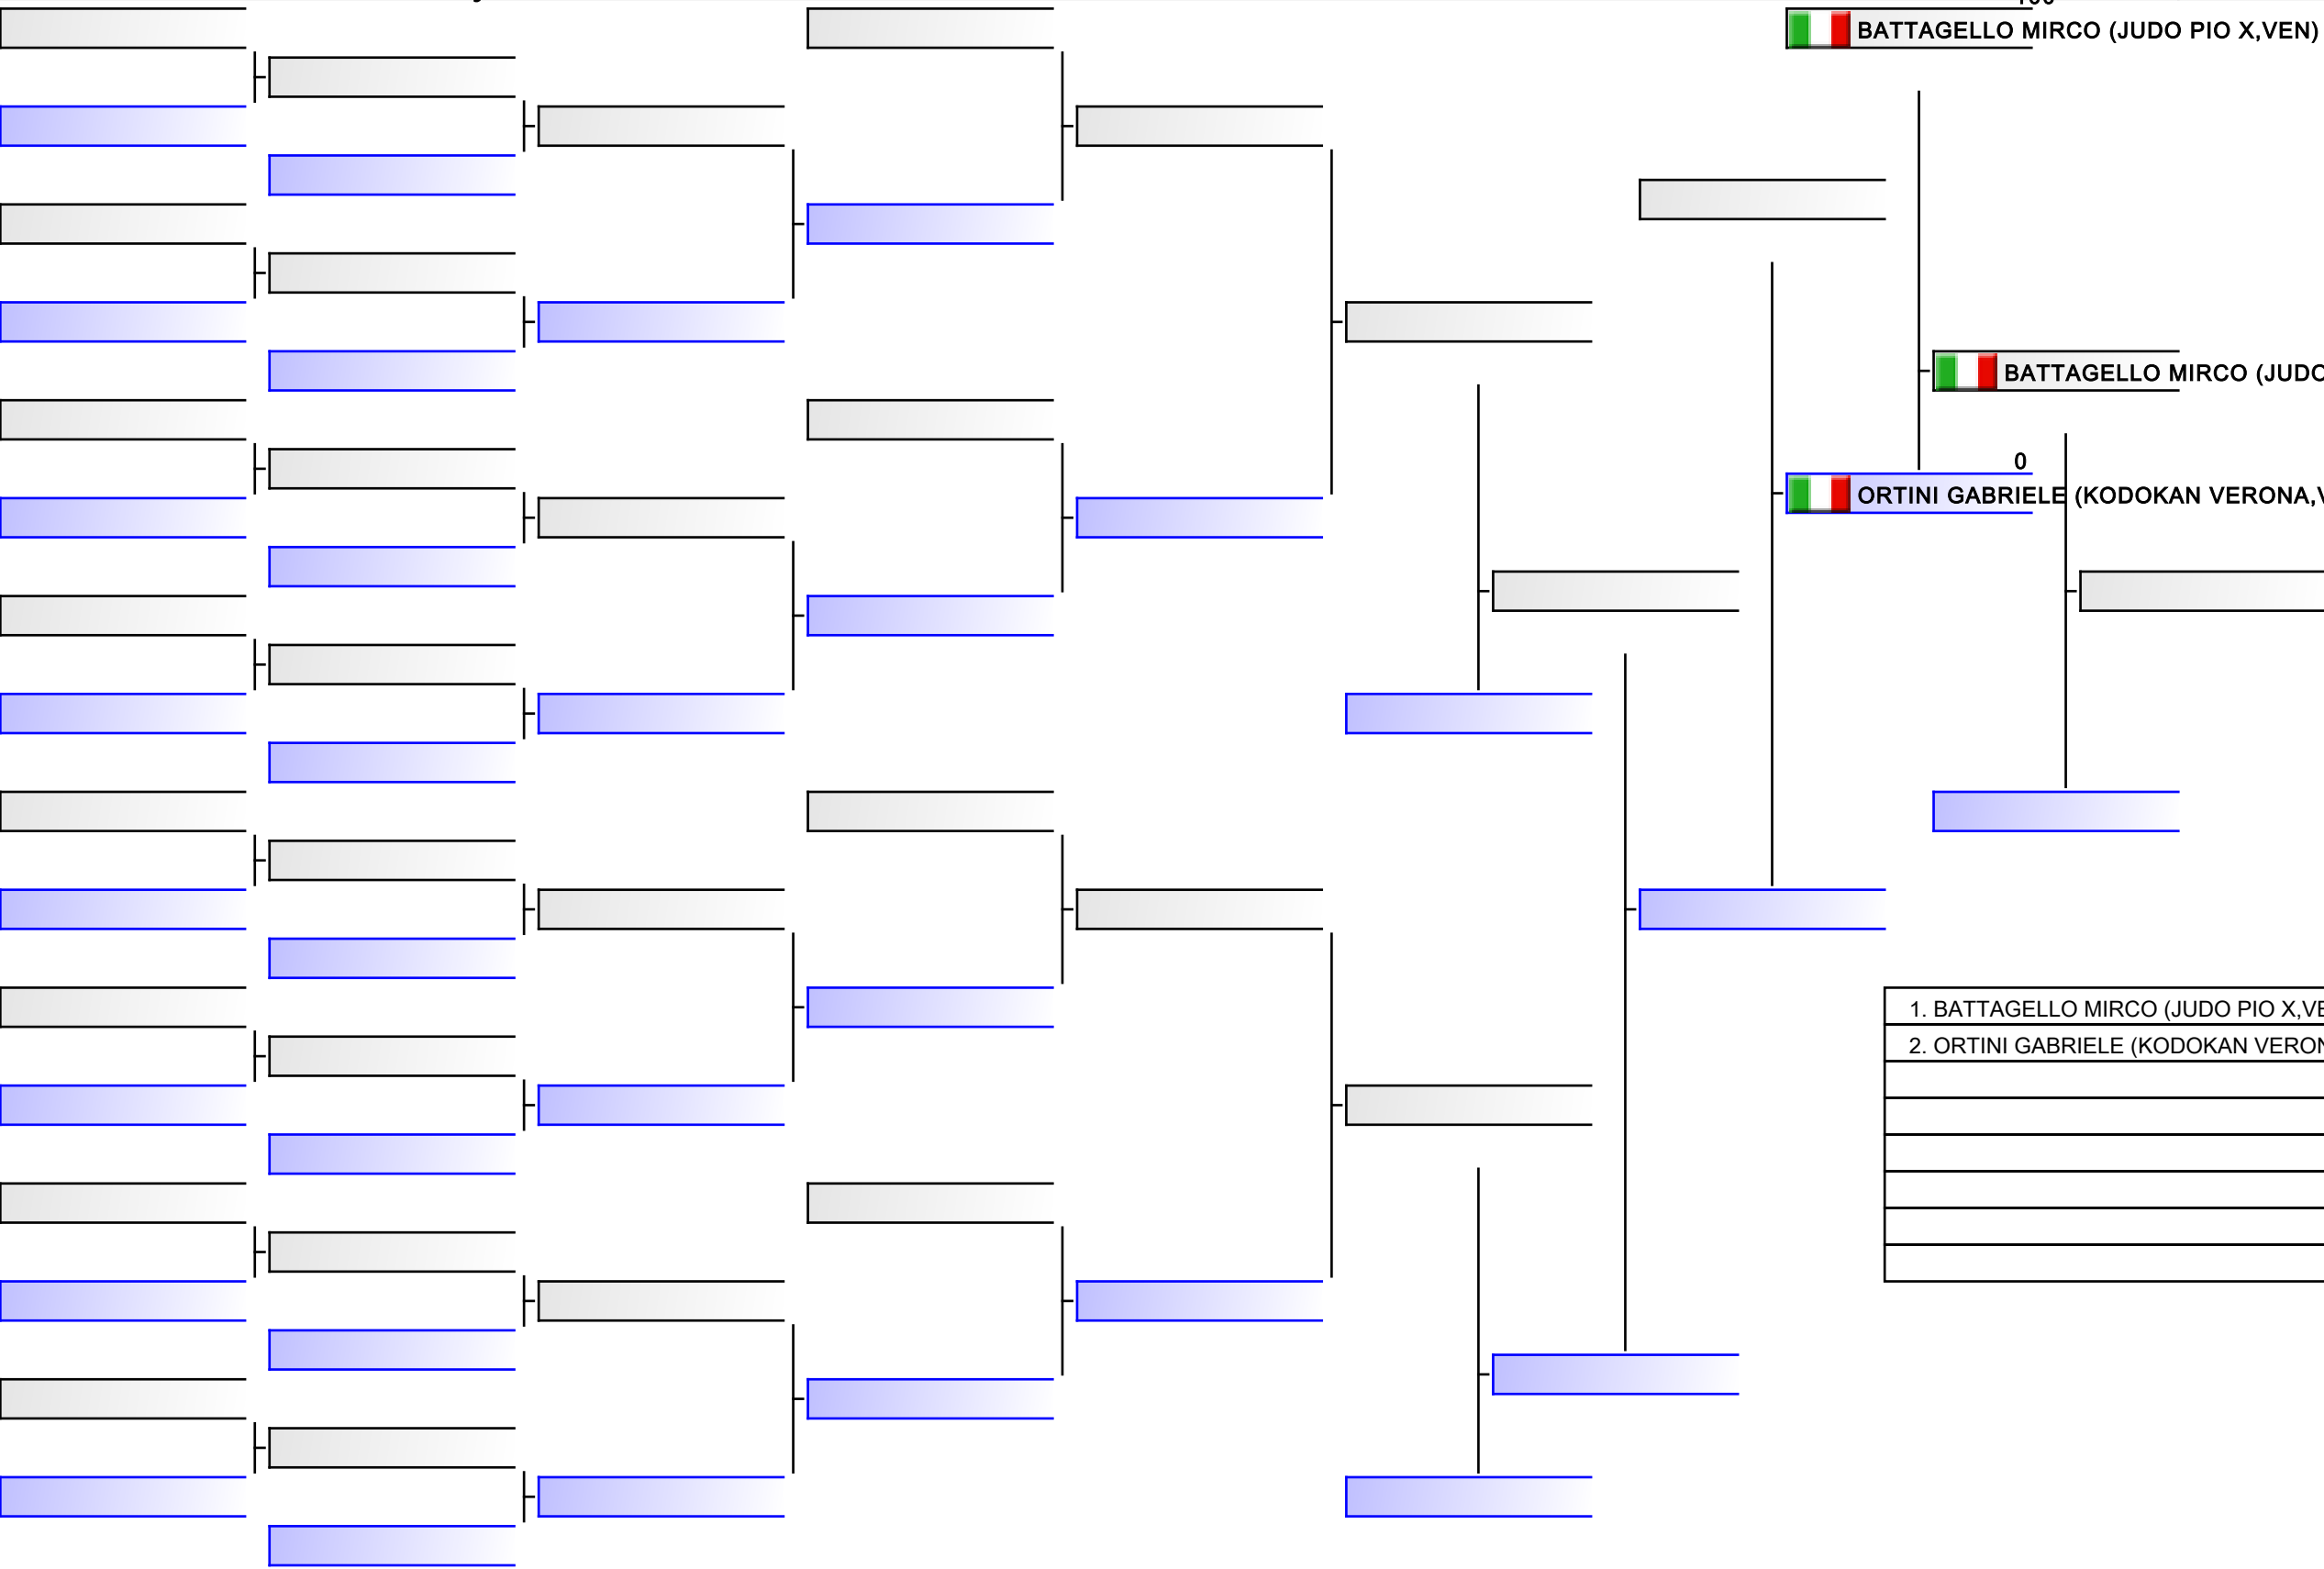 BATTAGELLO MIRCO (JUDO PIO X,VEN)
BATTAGELLO MIRCO (JUDO
0
ORTINI GABRIELE (KODOKAN VERONA,
1. BATTAGELLO MIRCO (JUDO PIO X,VE
2. ORTINI GABRIELE (KODOKAN VERON